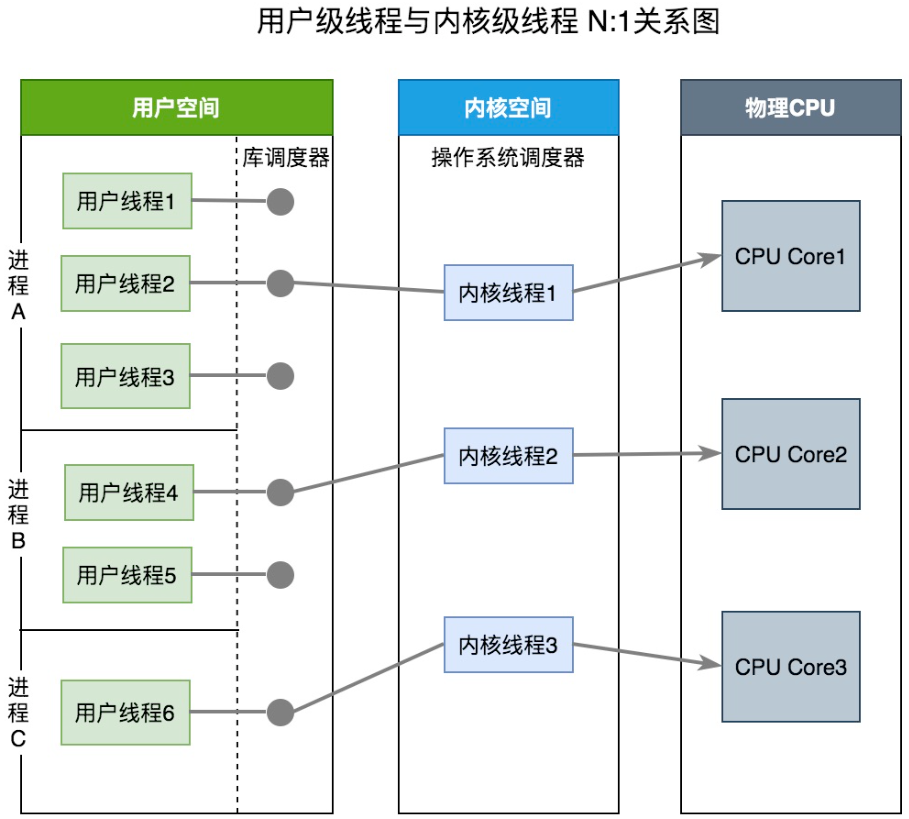 用户级线程与内核级线程 N:1关系图
用户空间
内核空间
物理CPU
库调度器
操作系统调度器
进程A
用户线程1
用户线程2
用户线程3
进程B
用户线程4
用户线程5
进程C
用户线程6
内核线程1
内核线程2
内核线程3
CPU Core1
CPU Core2
CPU Core3